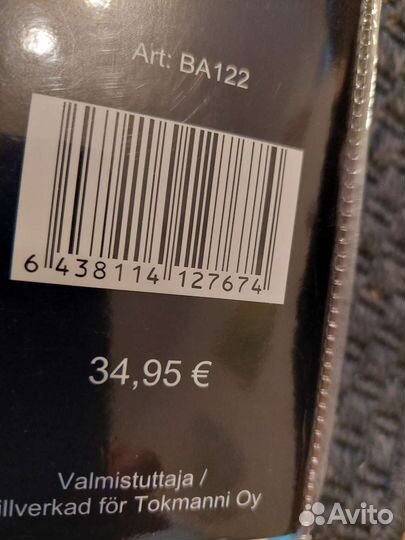 Art: BA122
6 438114 127674
34,95 €
Valmistuttaja /
illverkad för Tokmanni Oy
Avito